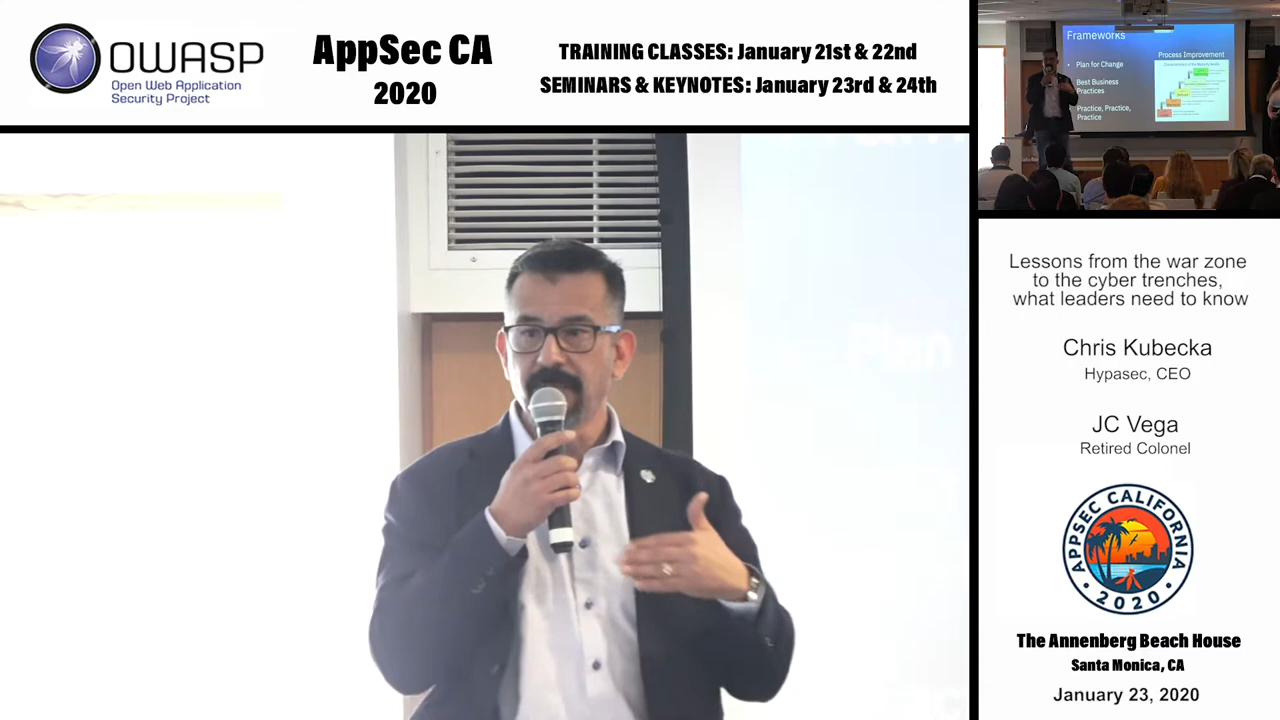 OWASP
Open Web Application
Security Project
AppSec CA
2020
TRAINING CLASSES: January 21st & 22nd
SEMINARS & KEYNOTES: January 23rd & 24th
Frameworks
Process Improvement
• Plan for Change
Best Business
Practices
Practice, Practice,
Practice
Plan
Lessons from the war zone
to the cyber trenches,
what leaders need to know
Chris Kubecka
Hypasec, CEO
JC Vega
Retired Colonel
APPSEC CALIFORNIA
• 2020 •
The Annenberg Beach House
Santa Monica, CA
January 23, 2020